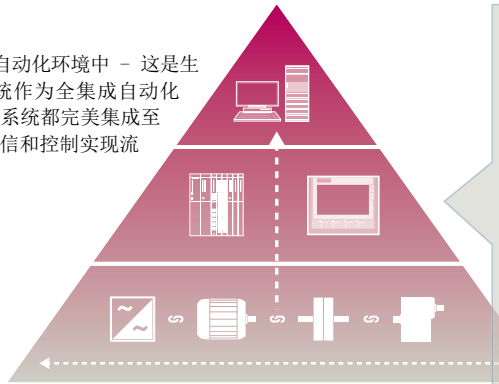 自动化环境中 – 这是生
统作为全集成自动化
系统都完美集成至
信和控制实现流